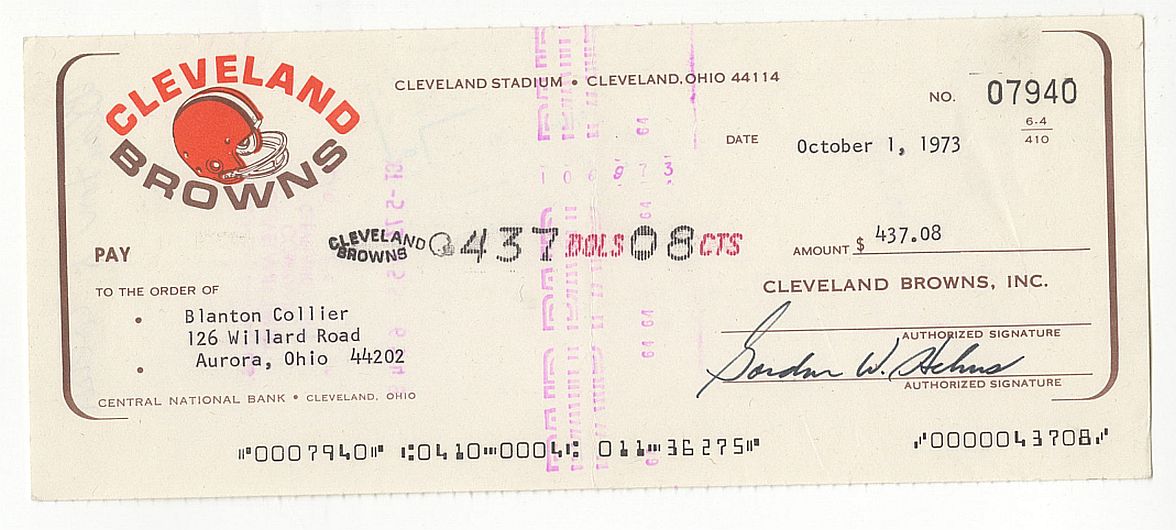 CLEVELAND
BROWNS
CLEVELAND STADIUM • CLEVELAND, OHIO 44114
NO. 07940
6-4
410
DATE October 1, 1973
PAY
CLEVELAND
BROWNS
437 DOLS 08 CTS
AMOUNT $ 437.08
CLEVELAND BROWNS, INC.
TO THE ORDER OF
Blanton Collier
126 Willard Road
Aurora, Ohio 44202
AUTHORIZED SIGNATURE
Gordon W. Helms
AUTHORIZED SIGNATURE
CENTRAL NATIONAL BANK • CLEVELAND, OHIO
⑈0007940⑈ ⑆0410⑉0004⑆ 011⑉36275⑈
⑇0000043708⑇